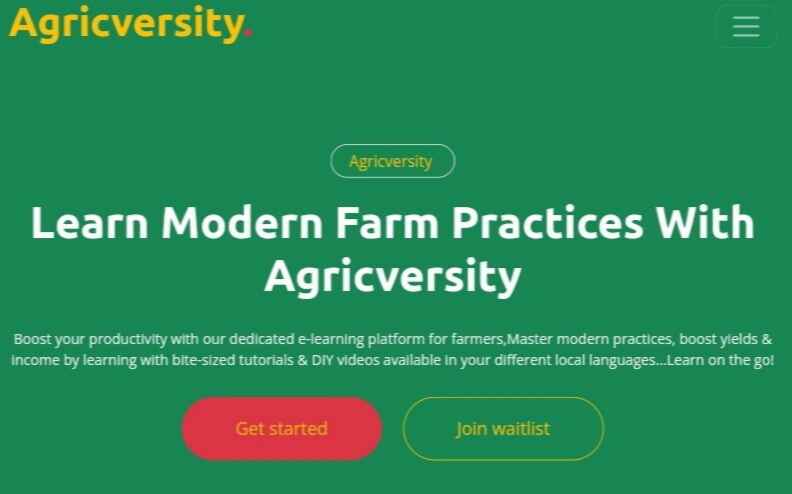 Agricversity.
Agricversity
Learn Modern Farm Practices With
Agricversity
Boost your productivity with our dedicated e-learning platform for farmers,Master modern practices, boost yields &
income by learning with bite-sized tutorials & DIY videos available in your different local languages...Learn on the go!
Get started
Join waitlist